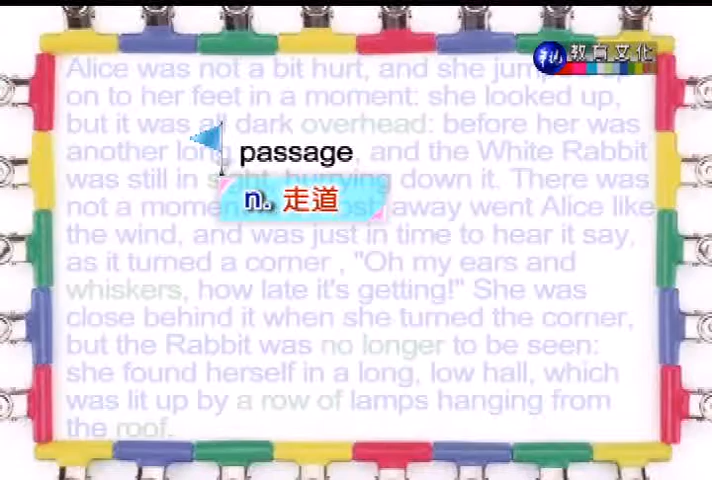 華視 教育文化
Alice was not a bit hurt, and she jum
on to her feet in a moment: she looked up,
but it was all dark overhead: before her was
another long passage, and the White Rabbit
was still in sight, hurrying down it. There was
n. 走道
not a moment lost: away went Alice like
the wind, and was just in time to hear it say,
as it turned a corner , "Oh my ears and
whiskers, how late it's getting!" She was
close behind it when she turned the corner,
but the Rabbit was no longer to be seen:
she found herself in a long, low hall, which
was lit up by a row of lamps hanging from
the roof.